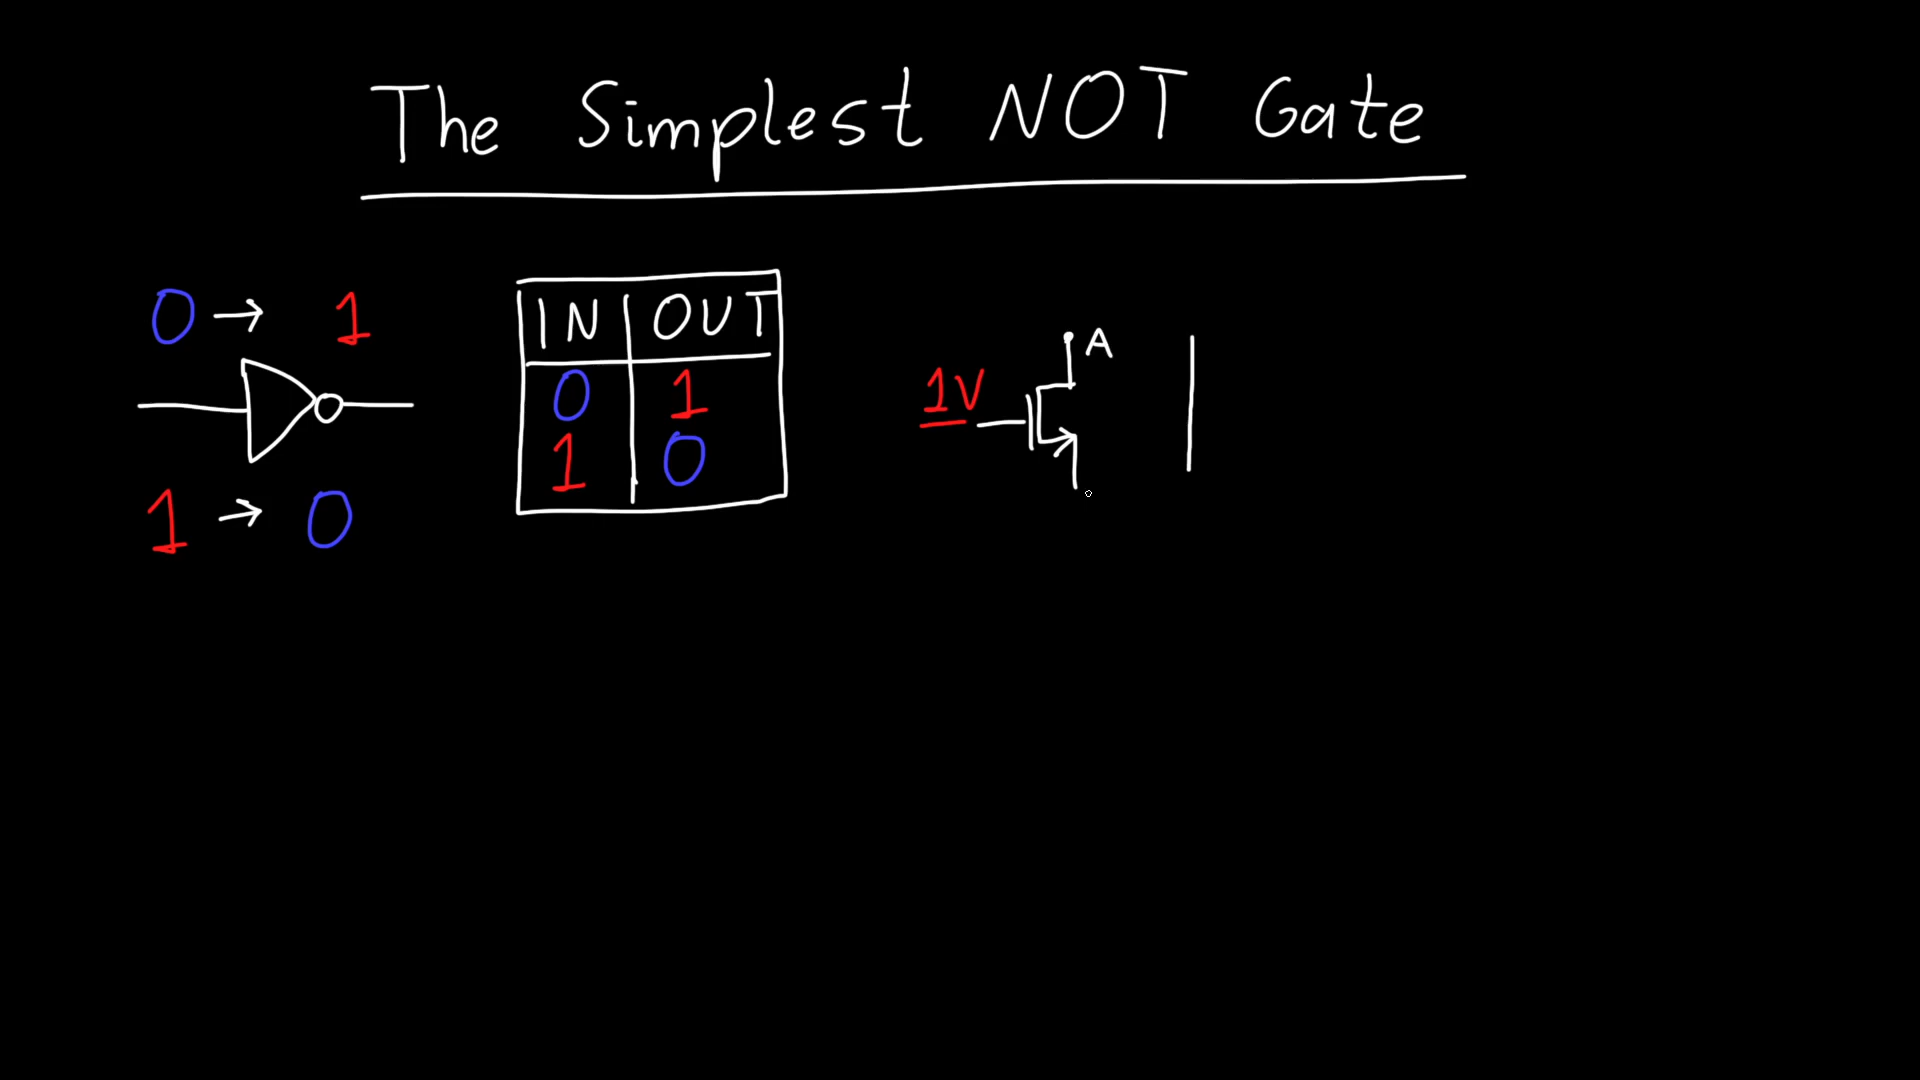 The Simplest NOT Gate
0 → 1
1 → 0
IN OUT
0 1
1 0
1V
A